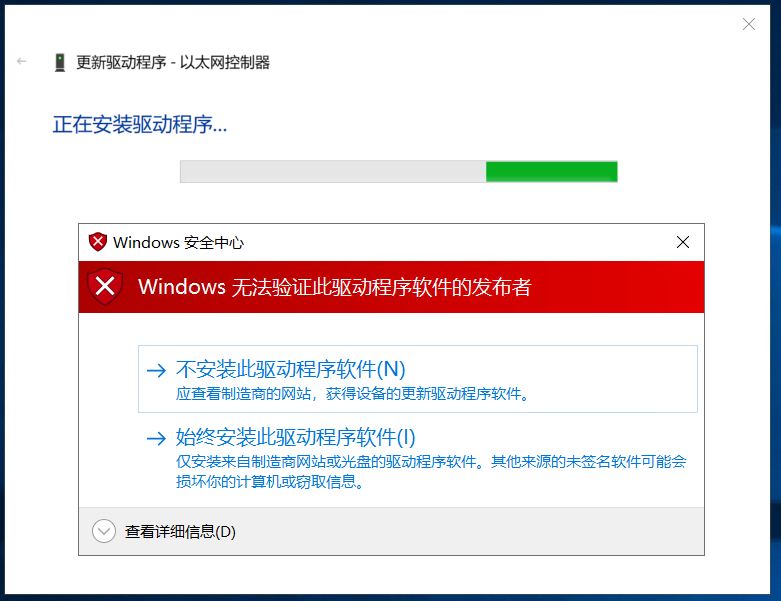 更新驱动程序 - 以太网控制器
正在安装驱动程序...
Windows 安全中心
Windows 无法验证此驱动程序软件的发布者
不安装此驱动程序软件(N)
应查看制造商的网站，获得设备的更新驱动程序软件。
始终安装此驱动程序软件(I)
仅安装来自制造商网站或光盘的驱动程序软件。其他来源的未签名软件可能会
损坏你的计算机或窃取信息。
查看详细信息(D)